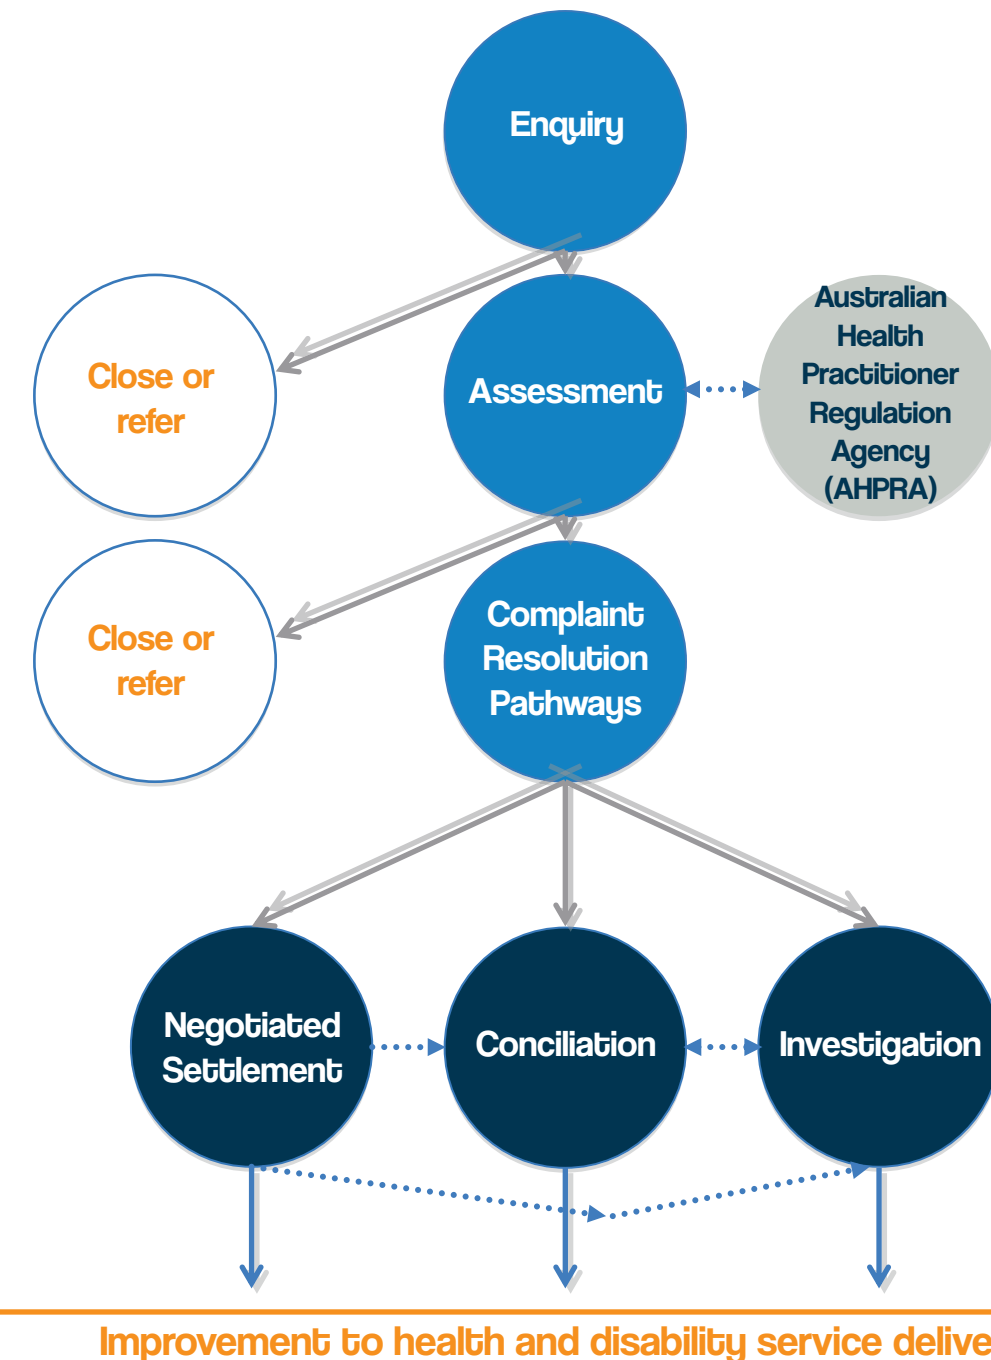 Enquiry
Close or
refer
Assessment
Australian
Health
Practitioner
Regulation
Agency
(AHPRA)
Close or
refer
Complaint
Resolution
Pathways
Negotiated
Settlement
Conciliation
Investigation
Improvement to health and disability service delive